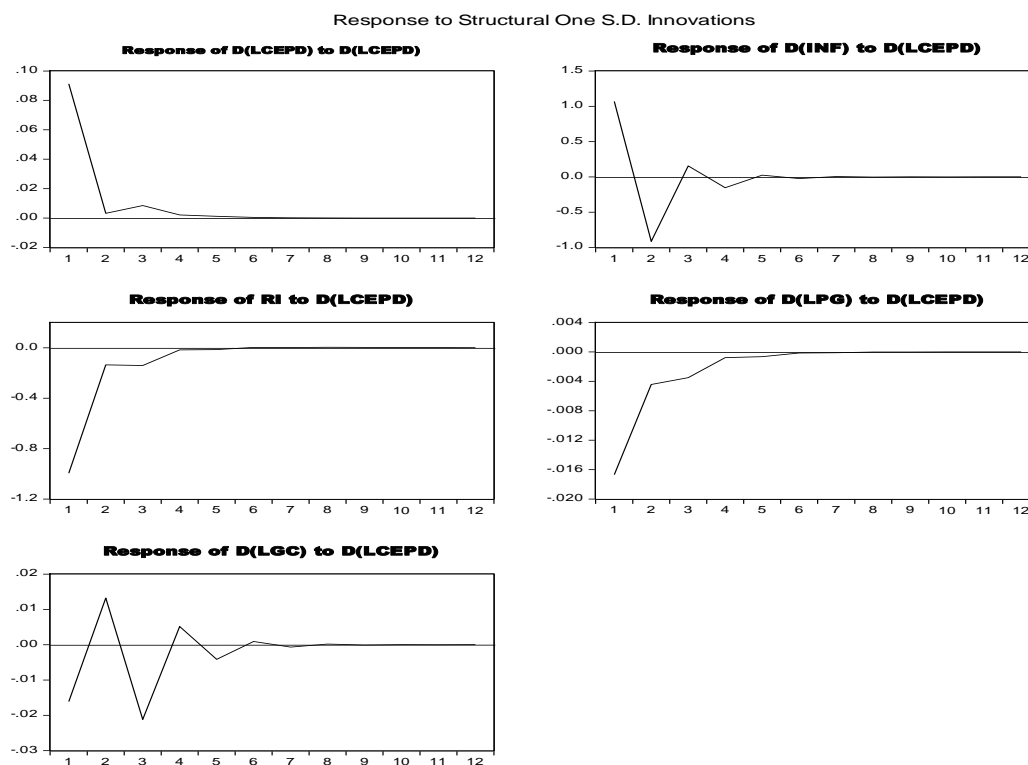 Response to Structural One S.D. Innovations
Response of D(LCEPD) to D(LCEPD)
.10
.08
.06
.04
.02
.00
-.02
1 2 3 4 5 6 7 8 9 10 11 12
Response of D(INF) to D(LCEPD)
1.5
1.0
0.5
0.0
-0.5
-1.0
1 2 3 4 5 6 7 8 9 10 11 12
Response of RI to D(LCEPD)
0.0
-0.4
-0.8
-1.2
1 2 3 4 5 6 7 8 9 10 11 12
Response of D(LPG) to D(LCEPD)
.004
.000
-.004
-.008
-.012
-.016
-.020
1 2 3 4 5 6 7 8 9 10 11 12
Response of D(LGC) to D(LCEPD)
.02
.01
.00
-.01
-.02
-.03
1 2 3 4 5 6 7 8 9 10 11 12